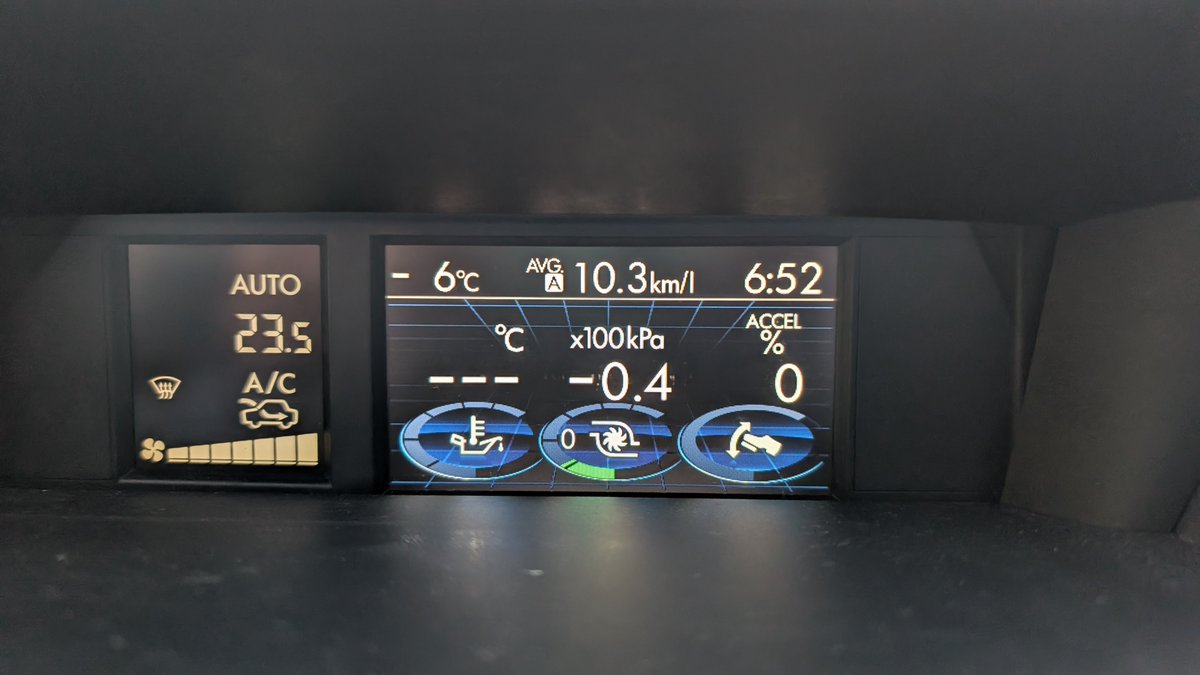 AUTO
23.5
A/C
- 6°C AVG. A 10.3km/l 6:52
°C x100kPa ACCEL %
--- -0.4 0
0